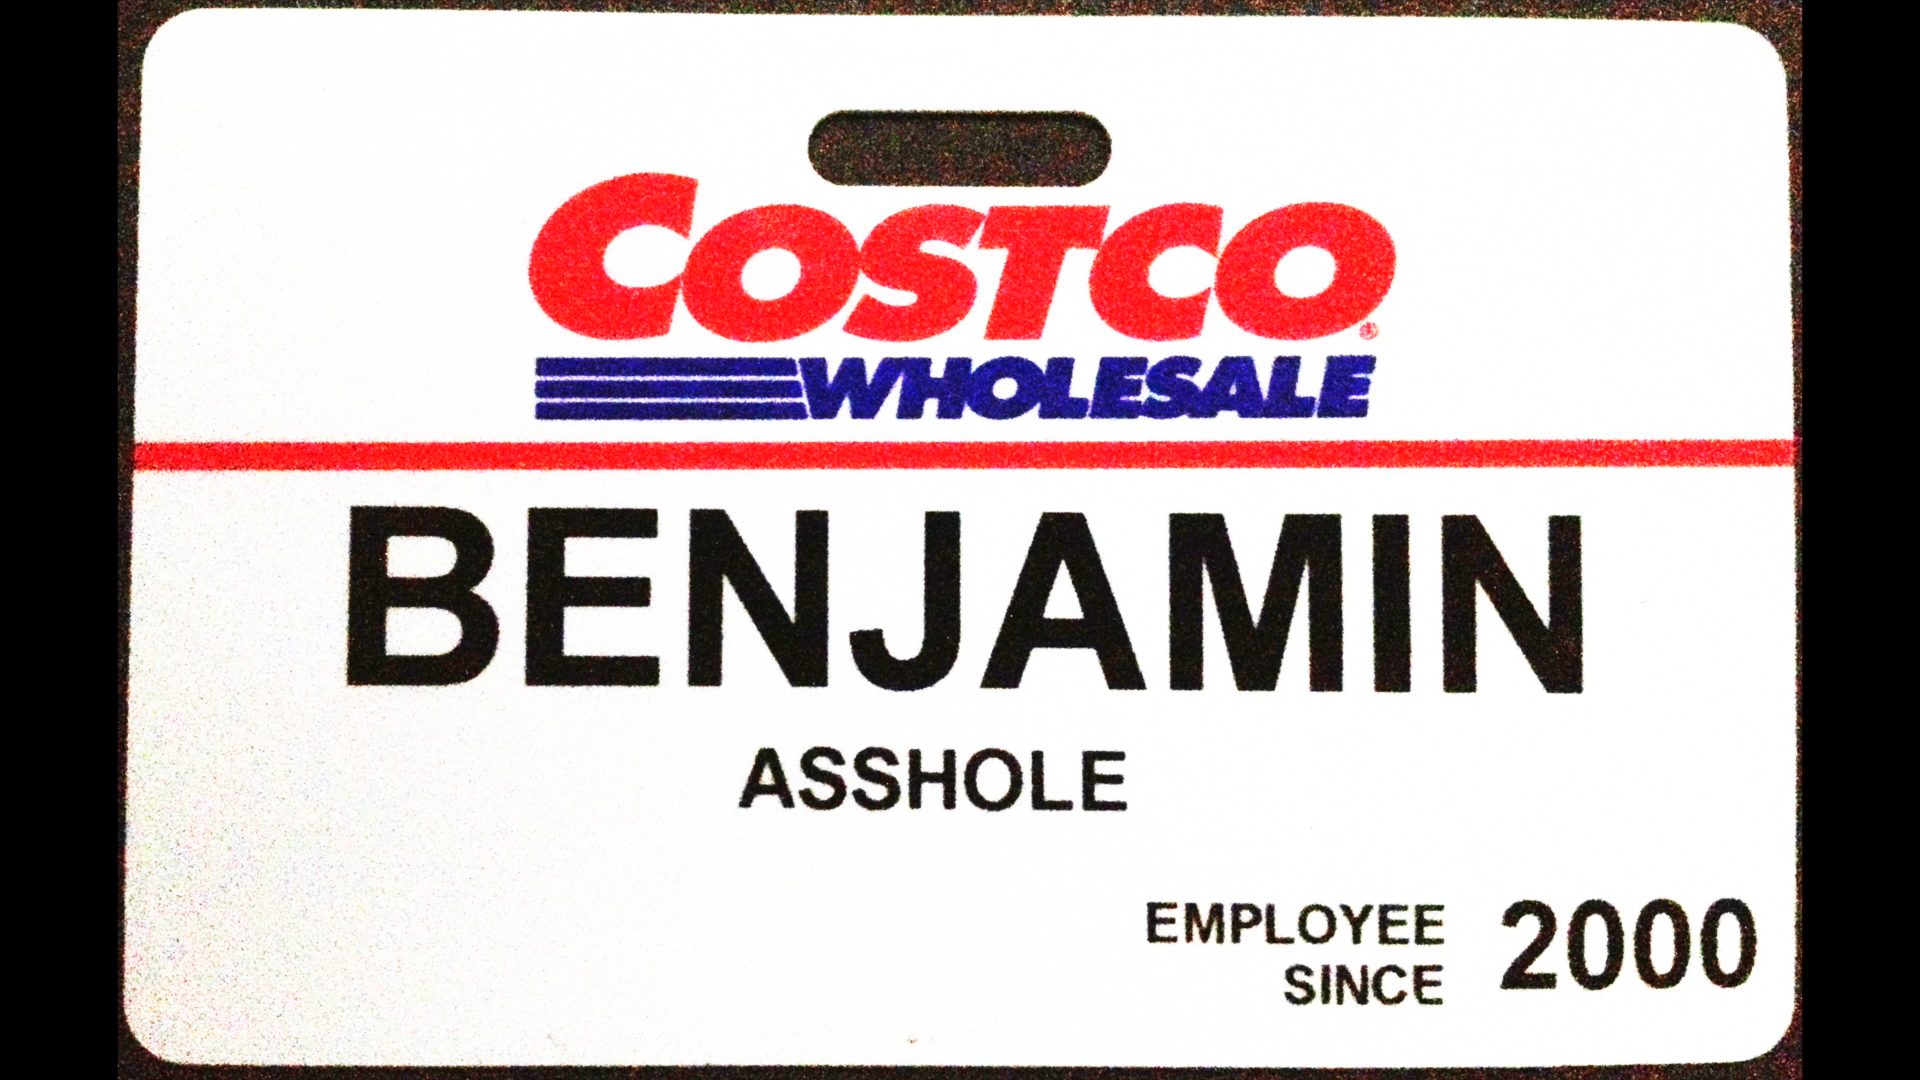 COSTCO
WHOLESALE
BENJAMIN
ASSHOLE
EMPLOYEE
SINCE 2000